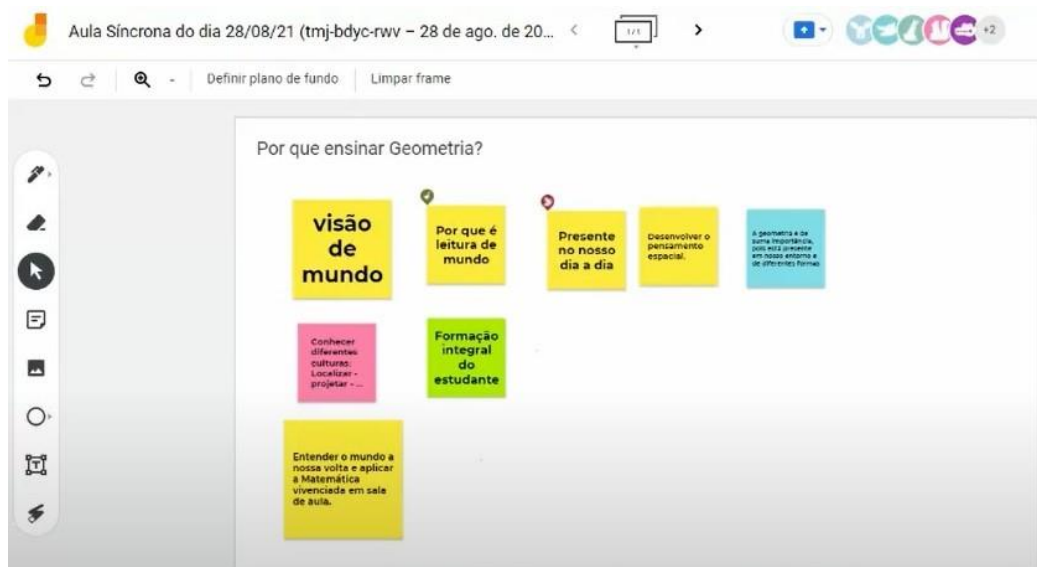 Aula Síncrona do dia 28/08/21 (tmj-bdyc-rwv – 28 de ago. de 20...
1/1
+2
Definir plano de fundo
Limpar frame
Por que ensinar Geometria?
visão
de
mundo
Por que é
leitura de
mundo
Presente
no nosso
dia a dia
Desenvolver o
pensamento
espacial.
A geometria é de
suma importância,
pois está presente
em nosso entorno e
de diferentes formas
Conhecer
diferentes
culturas.
Localizar -
projetar - ...
Formação
integral
do
estudante
Entender o mundo a
nossa volta e aplicar
a Matemática
vivenciada em sala
de aula.